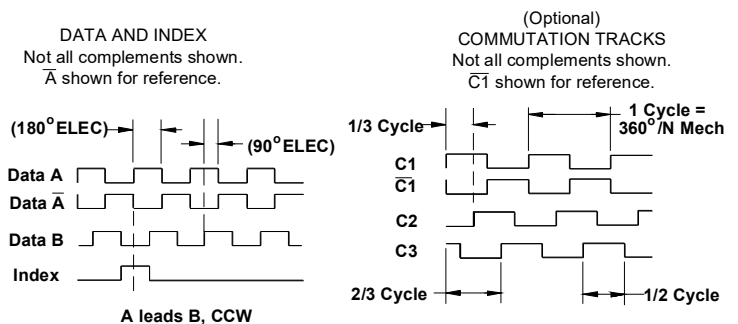 DATA AND INDEX
Not all complements shown.
A̅ shown for reference.
(180°ELEC)
(90°ELEC)
Data A
Data A̅
Data B
Index
A leads B, CCW
(Optional)
COMMUTATION TRACKS
Not all complements shown.
C̅1̅ shown for reference.
1/3 Cycle
1 Cycle =
360°/N Mech
C1
C̅1̅
C2
C3
2/3 Cycle
1/2 Cycle